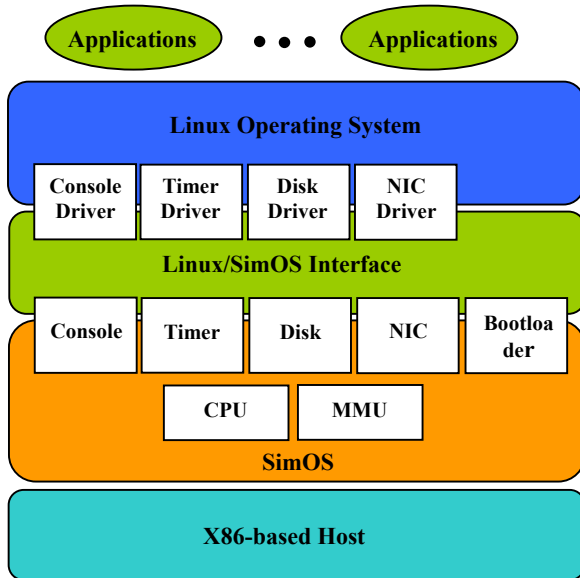 Applications
Applications
Linux Operating System
Console
Driver
Timer
Driver
Disk
Driver
NIC
Driver
Linux/SimOS Interface
Console
Timer
Disk
NIC
Bootloa
der
CPU
MMU
SimOS
X86-based Host